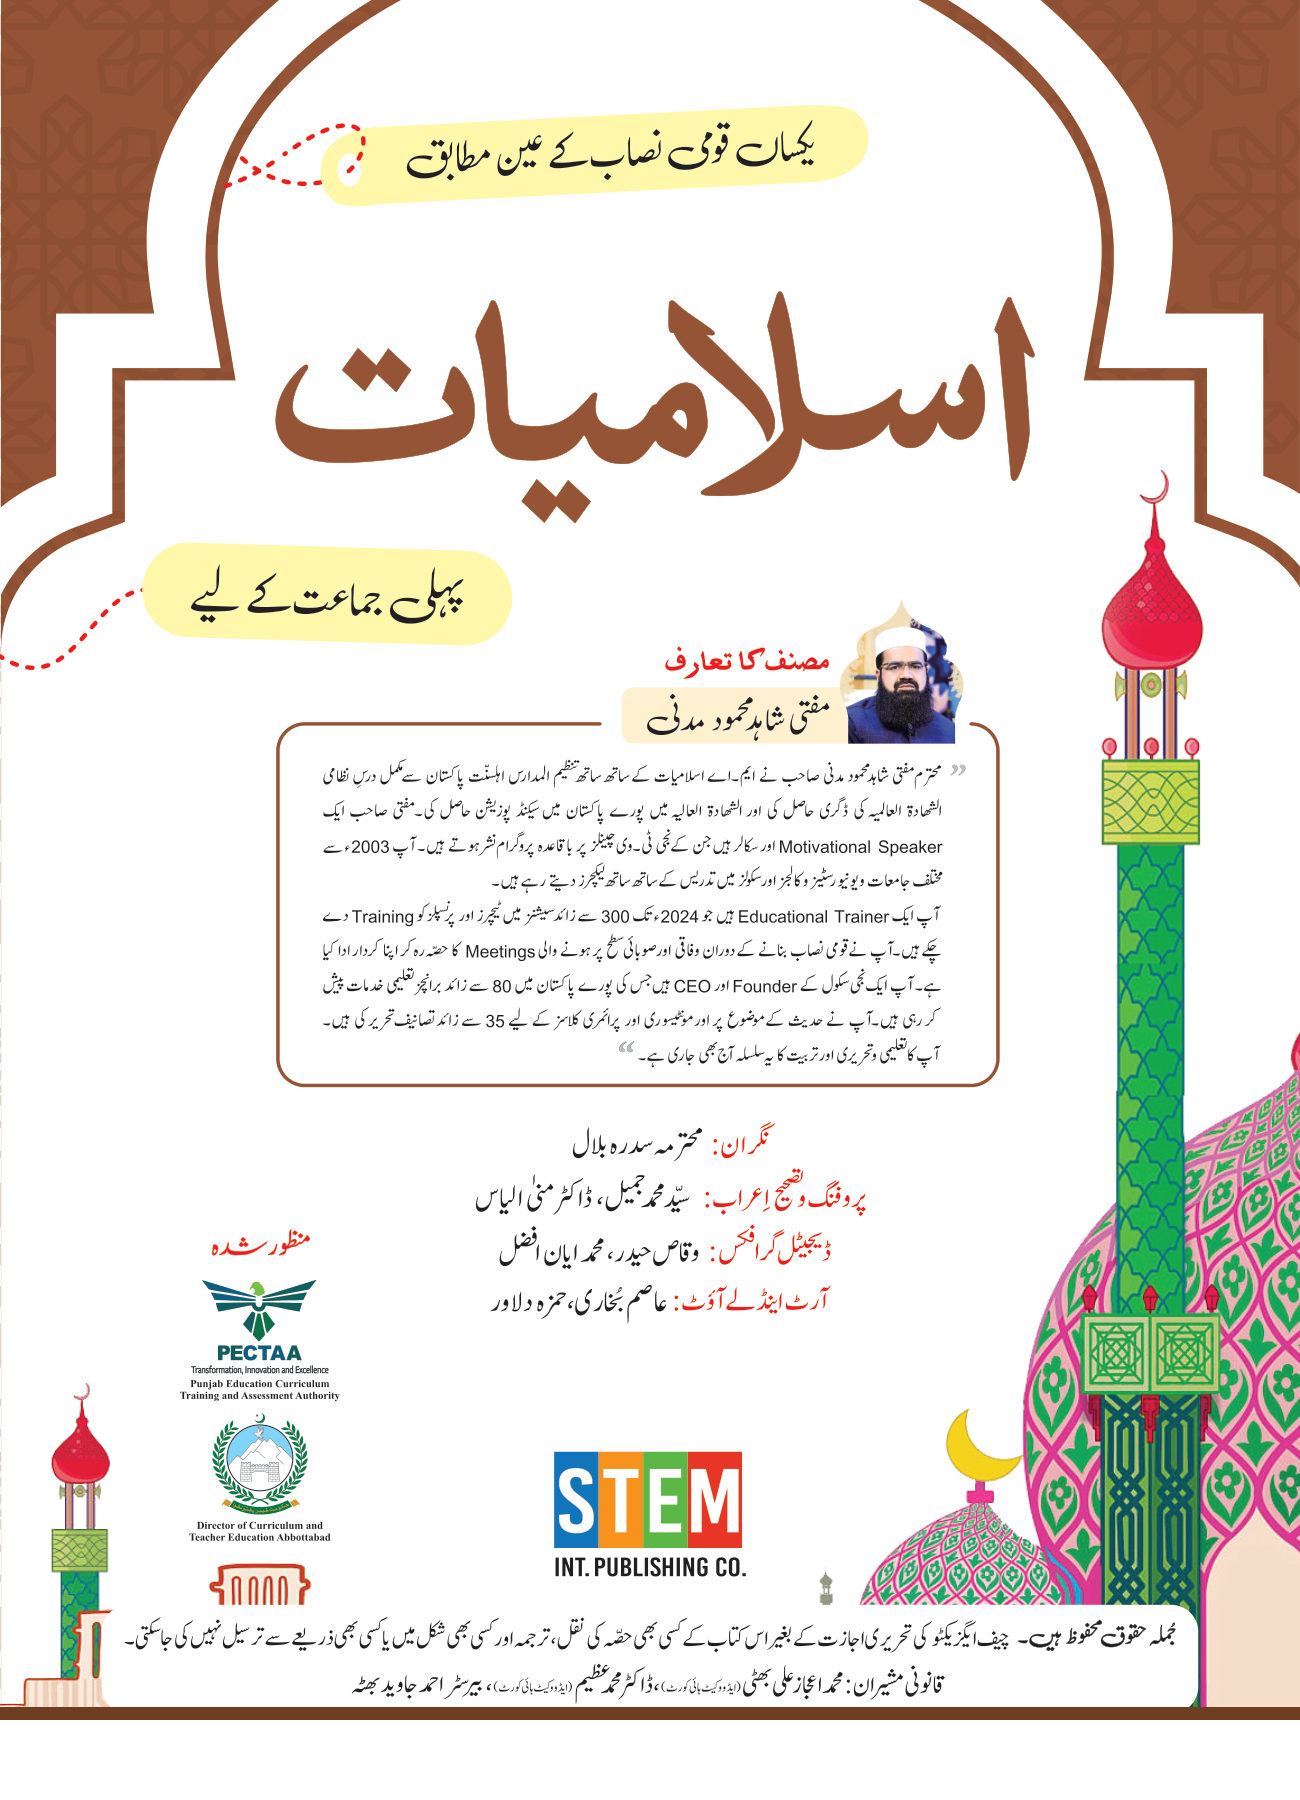 یکساں قومی نصاب کے عین مطابق
اسلامیات
پہلی جماعت کے لیے
مصنف کا تعارف
مفتی شاہد محمود مدنی
محترم مفتی شاہد محمود مدنی صاحب نے ایم۔اے اسلامیات کے ساتھ ساتھ تنظیم المدارس اہلسنّت پاکستان سے مکمل درسِ نظامی
الشھادۃ العالمیہ کی ڈگری حاصل کی اور الشھادۃ العالیہ میں پورے پاکستان میں سیکنڈ پوزیشن حاصل کی۔ مفتی صاحب ایک
Motivational Speaker اور سکالر ہیں جن کے نجی ٹی۔وی چینلز پر باقاعدہ پروگرام نشر ہوتے ہیں۔ آپ 2003ء سے
مختلف جامعات و یونیورسٹیز و کالجز اور سکولز میں تدریس کے ساتھ ساتھ لیکچرز دیتے رہے ہیں۔
آپ ایک Educational Trainer ہیں جو 2024ء تک 300 سے زائد سیشنز میں ٹیچرز اور پرنسپلز کو Training دے
چکے ہیں۔ آپ نے قومی نصاب بنانے کے دوران وفاقی اور صوبائی سطح پر ہونے والی Meetings کا حصّہ رہ کر اپنا کردار ادا کیا
ہے۔ آپ ایک نجی سکول کے Founder اور CEO ہیں جس کی پورے پاکستان میں 80 سے زائد برانچز تعلیمی خدمات پیش
کر رہی ہیں۔ آپ نے حدیث کے موضوع پر اور مونٹیسوری اور پرائمری کلاسز کے لیے 35 سے زائد تصانیف تحریر کی ہیں۔
آپ کا تعلیمی و تحریری اور تربیت کا یہ سلسلہ آج بھی جاری ہے۔
نگران: محترمہ سدرہ بلال
پروفنگ و تصحیح اِعراب: سیّد محمد جمیل، ڈاکٹر منیٰ الیاس
ڈیجیٹل گرافکس: وقاص حیدر، محمد ایان افضل
آرٹ اینڈ لے آؤٹ: عاصم بُخاری، حمزہ دلاور
منظور شدہ
PECTAA
Transformation, Innovation and Excellence
Punjab Education Curriculum
Training and Assessment Authority
Director of Curriculum and
Teacher Education Abbottabad
STEM
INT. PUBLISHING CO.
جُملہ حقوق محفوظ ہیں۔ چیف ایگزیکٹو کی تحریری اجازت کے بغیر اس کتاب کے کسی بھی حصّہ کی نقل، ترجمہ اور کسی بھی شکل میں یا کسی بھی ذریعے سے ترسیل نہیں کی جاسکتی۔
قانونی مشیران: محمد اعجاز علی بھٹی (ایڈووکیٹ ہائی کورٹ)، ڈاکٹر محمد عظیم (ایڈووکیٹ ہائی کورٹ)، بیرسٹر احمد جاوید بھٹہ